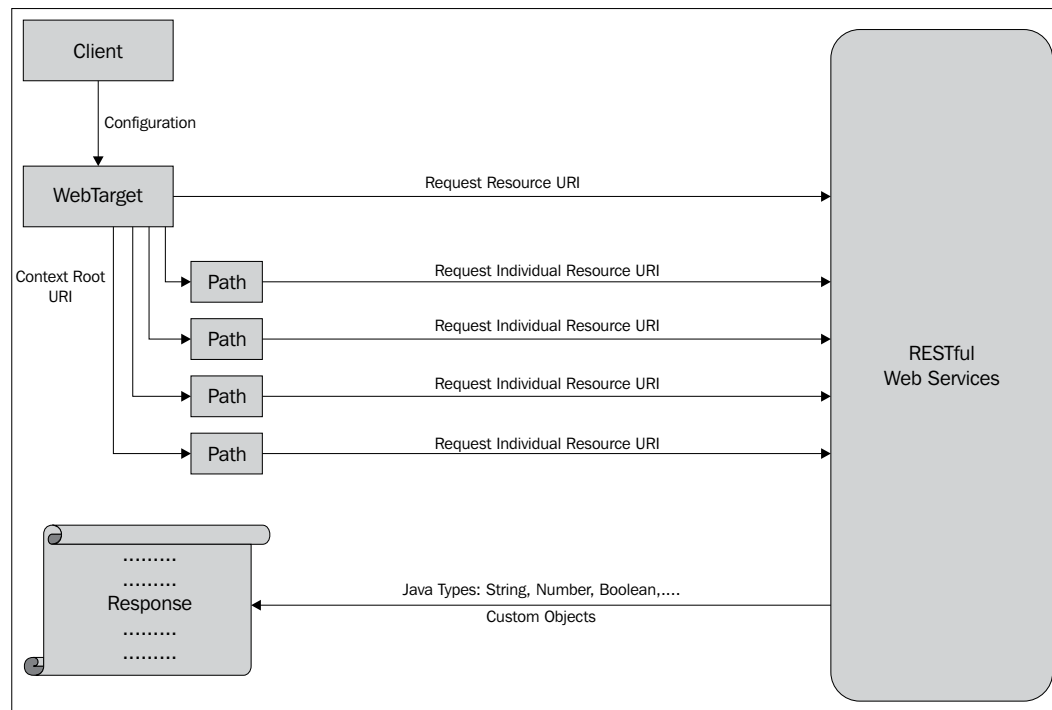 Client
Configuration
WebTarget
Request Resource URI
Context Root
URI
Path
Request Individual Resource URI
Path
Request Individual Resource URI
Path
Request Individual Resource URI
Path
Request Individual Resource URI
RESTful
Web Services
.........
.........
Response
.........
.........
Java Types: String, Number, Boolean,....
Custom Objects